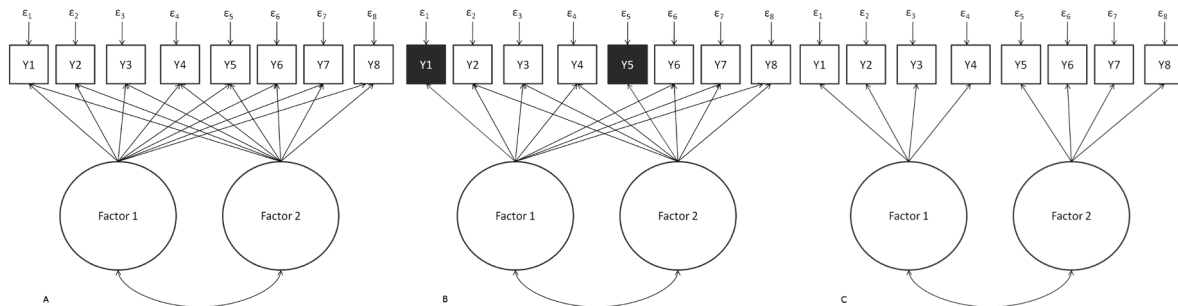 ε1 ε2 ε3 ε4 ε5 ε6 ε7 ε8 ε1 ε2 ε3 ε4 ε5 ε6 ε7 ε8 ε1 ε2 ε3 ε4 ε5 ε6 ε7 ε8
Y1 Y2 Y3 Y4 Y5 Y6 Y7 Y8 Y1 Y2 Y3 Y4 Y5 Y6 Y7 Y8 Y1 Y2 Y3 Y4 Y5 Y6 Y7 Y8
Factor 1 Factor 2 Factor 1 Factor 2 Factor 1 Factor 2
A B C